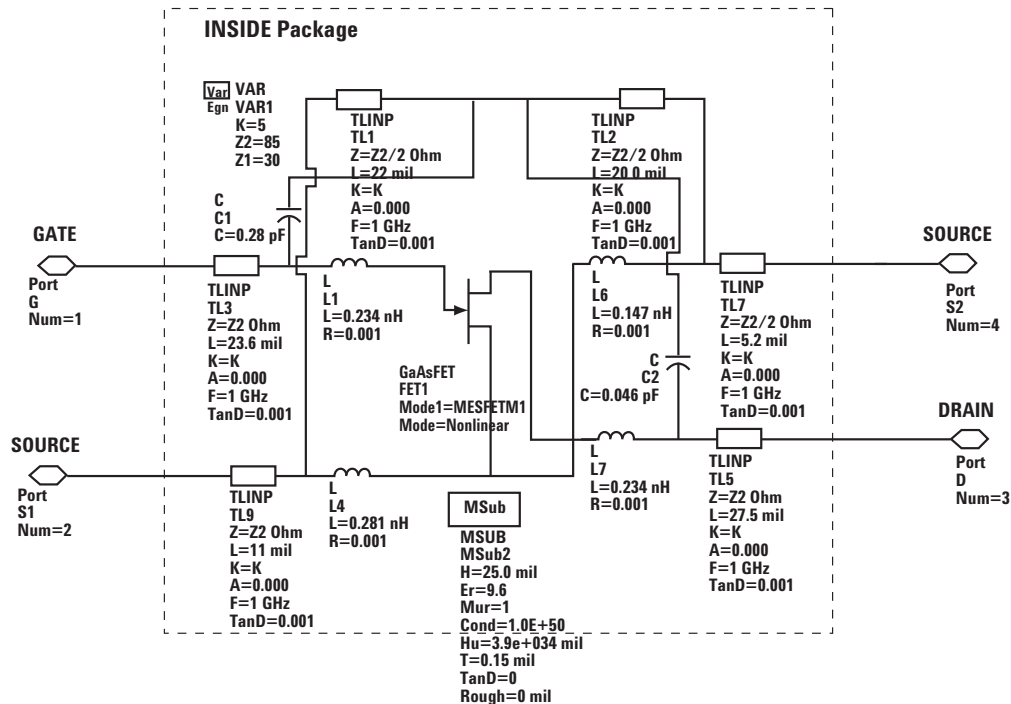 INSIDE Package
Var
Egn
VAR
VAR1
K=5
Z2=85
Z1=30
TLINP
TL1
Z=Z2/2 Ohm
L=22 mil
K=K
A=0.000
F=1 GHz
TanD=0.001
TLINP
TL2
Z=Z2/2 Ohm
L=20 0 mil
K=K
A=0.000
F=1 GHz
TanD=0.001
C
C1
C=0.28 pF
GATE
Port
G
Num=1
TLINP
TL3
Z=Z2 Ohm
L=23.6 mil
K=K
A=0.000
F=1 GHz
TanD=0.001
L
L1
L=0.234 nH
R=0.001
GaAsFET
FET1
Mode1=MESFETM1
Mode=Nonlinear
L
L6
L=0.147 nH
R=0.001
C
C2
C=0.046 pF
TLINP
TL7
Z=Z2/2 Ohm
L=5.2 mil
K=K
A=0.000
F=1 GHz
TanD=0.001
SOURCE
Port
S2
Num=4
SOURCE
Port
S1
Num=2
TLINP
TL9
Z=Z2 Ohm
L=11 mil
K=K
A=0.000
F=1 GHz
TanD=0.001
L
L4
L=0.281 nH
R=0.001
L
L7
L=0.234 nH
R=0.001
TLINP
TL5
Z=Z2 Ohm
L=27.5 mil
K=K
A=0.000
F=1 GHz
TanD=0.001
DRAIN
Port
D
Num=3
MSub
MSUB
MSub2
H=25.0 mil
Er=9.6
Mur=1
Cond=1.0E+50
Hu=3.9e+034 mil
T=0.15 mil
TanD=0
Rough=0 mil